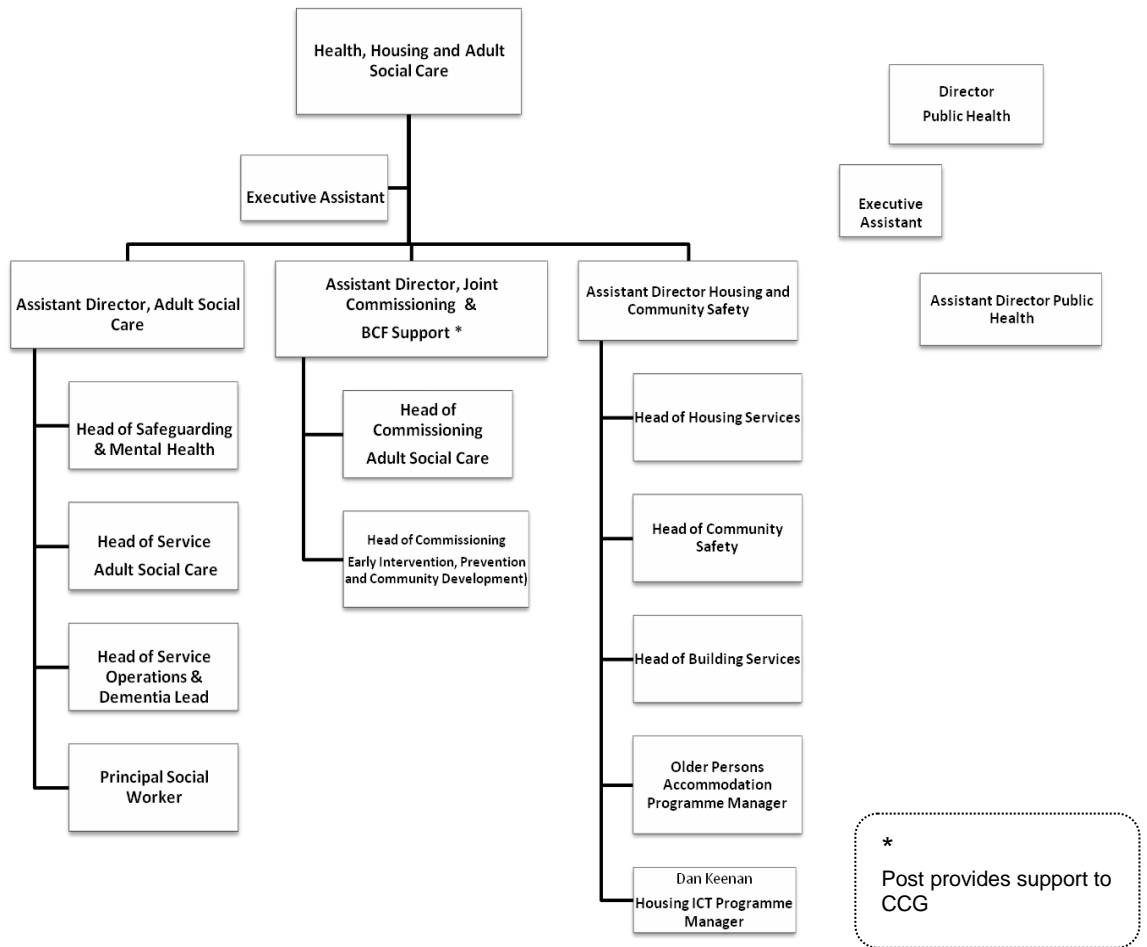 Health, Housing and Adult
Social Care
Director
Public Health
Executive Assistant
Executive
Assistant
Assistant Director, Adult Social
Care
Assistant Director, Joint
Commissioning &
BCF Support *
Assistant Director Housing and
Community Safety
Assistant Director Public
Health
Head of Safeguarding
& Mental Health
Head of Service
Adult Social Care
Head of Service
Operations &
Dementia Lead
Principal Social
Worker
Head of
Commissioning
Adult Social Care
Head of Commissioning
Early Intervention, Prevention
and Community Development)
Head of Housing Services
Head of Community
Safety
Head of Building Services
Older Persons
Accommodation
Programme Manager
Dan Keenan
Housing ICT Programme
Manager
*
Post provides support to
CCG